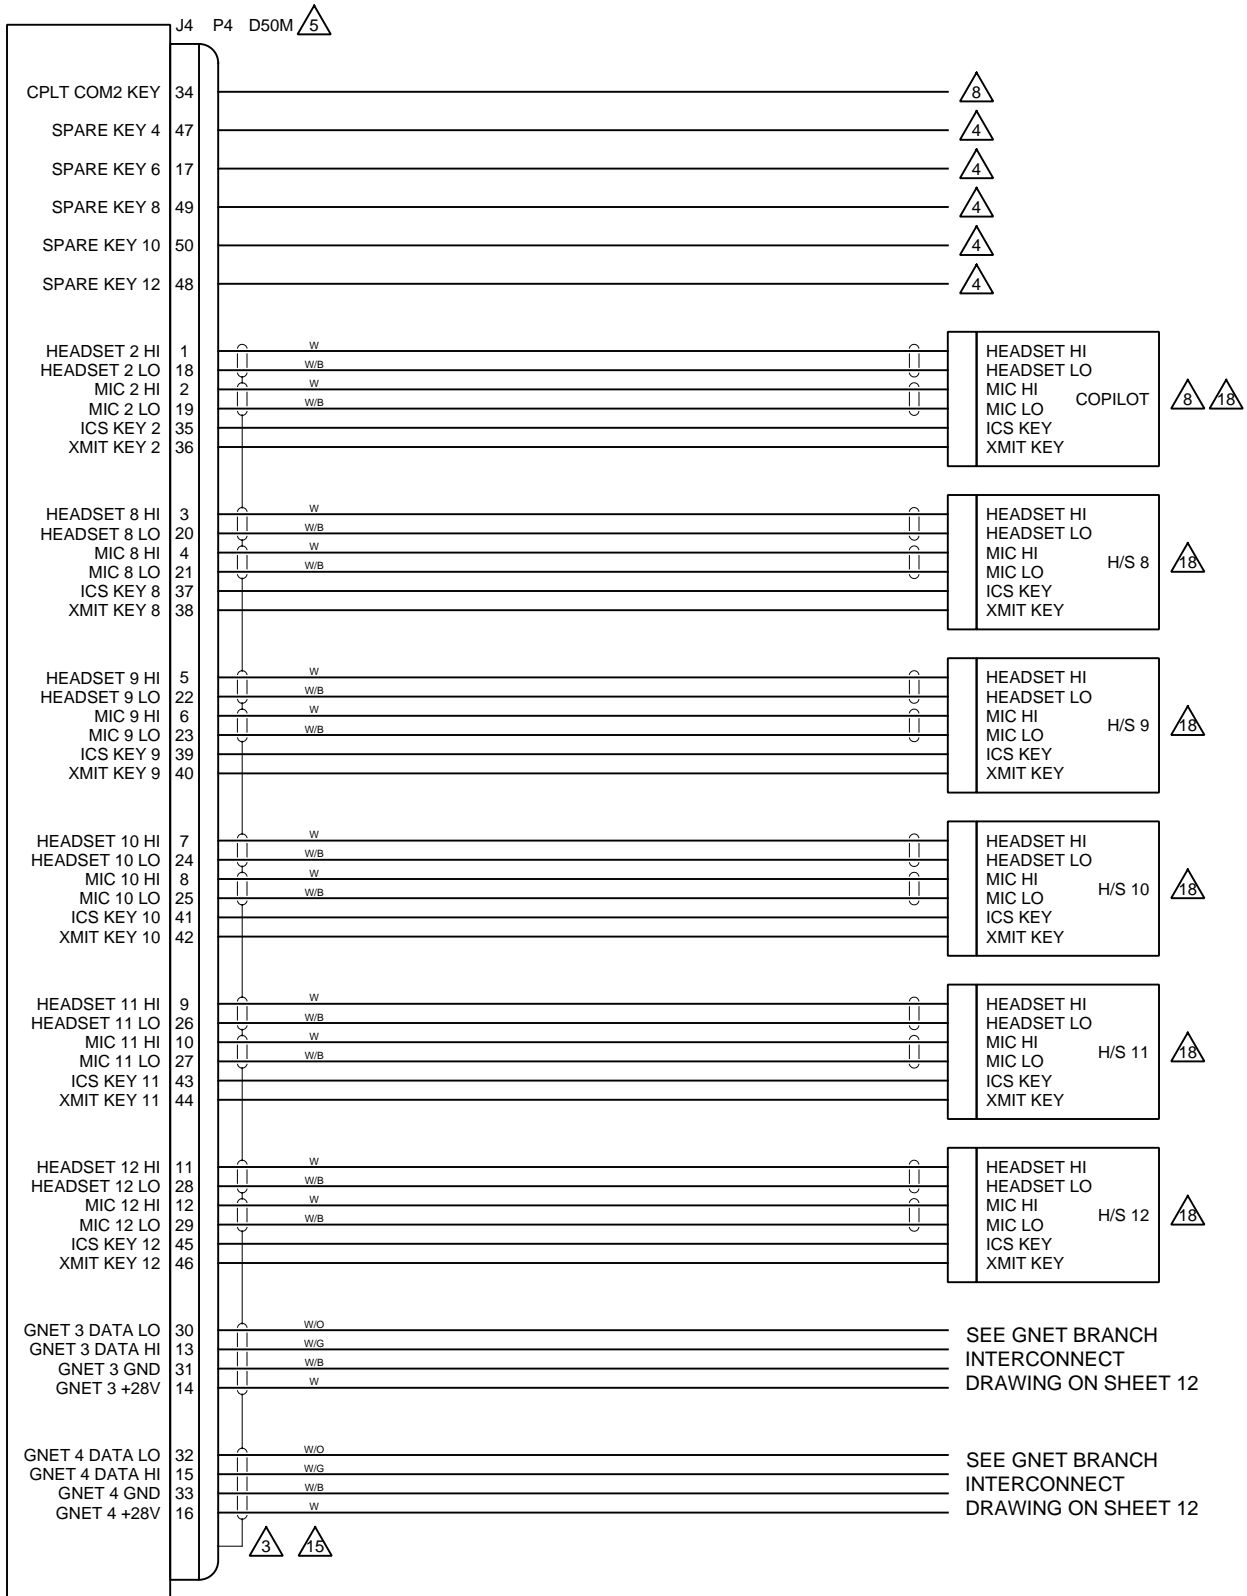 J4 P4 D50M 5
CPLT COM2 KEY 34 8
SPARE KEY 4 47 4
SPARE KEY 6 17 4
SPARE KEY 8 49 4
SPARE KEY 10 50 4
SPARE KEY 12 48 4
HEADSET 2 HI 1 W HEADSET HI
HEADSET 2 LO 18 W/B HEADSET LO
MIC 2 HI 2 W MIC HI
COPILOT 8 18
MIC 2 LO 19 W/B MIC LO
ICS KEY 2 35 ICS KEY
XMIT KEY 2 36 XMIT KEY
HEADSET 8 HI 3 W HEADSET HI
HEADSET 8 LO 20 W/B HEADSET LO
MIC 8 HI 4 W MIC HI
H/S 8 18
MIC 8 LO 21 W/B MIC LO
ICS KEY 8 37 ICS KEY
XMIT KEY 8 38 XMIT KEY
HEADSET 9 HI 5 W HEADSET HI
HEADSET 9 LO 22 W/B HEADSET LO
MIC 9 HI 6 W MIC HI
H/S 9 18
MIC 9 LO 23 W/B MIC LO
ICS KEY 9 39 ICS KEY
XMIT KEY 9 40 XMIT KEY
HEADSET 10 HI 7 W HEADSET HI
HEADSET 10 LO 24 W/B HEADSET LO
MIC 10 HI 8 W MIC HI
H/S 10 18
MIC 10 LO 25 W/B MIC LO
ICS KEY 10 41 ICS KEY
XMIT KEY 10 42 XMIT KEY
HEADSET 11 HI 9 W HEADSET HI
HEADSET 11 LO 26 W/B HEADSET LO
MIC 11 HI 10 W MIC HI
H/S 11 18
MIC 11 LO 27 W/B MIC LO
ICS KEY 11 43 ICS KEY
XMIT KEY 11 44 XMIT KEY
HEADSET 12 HI 11 W HEADSET HI
HEADSET 12 LO 28 W/B HEADSET LO
MIC 12 HI 12 W MIC HI
H/S 12 18
MIC 12 LO 29 W/B MIC LO
ICS KEY 12 45 ICS KEY
XMIT KEY 12 46 XMIT KEY
GNET 3 DATA LO 30 W/O
GNET 3 DATA HI 13 W/G
GNET 3 GND 31 W/B
GNET 3 +28V 14 W
SEE GNET BRANCH
INTERCONNECT
DRAWING ON SHEET 12
GNET 4 DATA LO 32 W/O
GNET 4 DATA HI 15 W/G
GNET 4 GND 33 W/B
GNET 4 +28V 16 W
SEE GNET BRANCH
INTERCONNECT
DRAWING ON SHEET 12
3 15